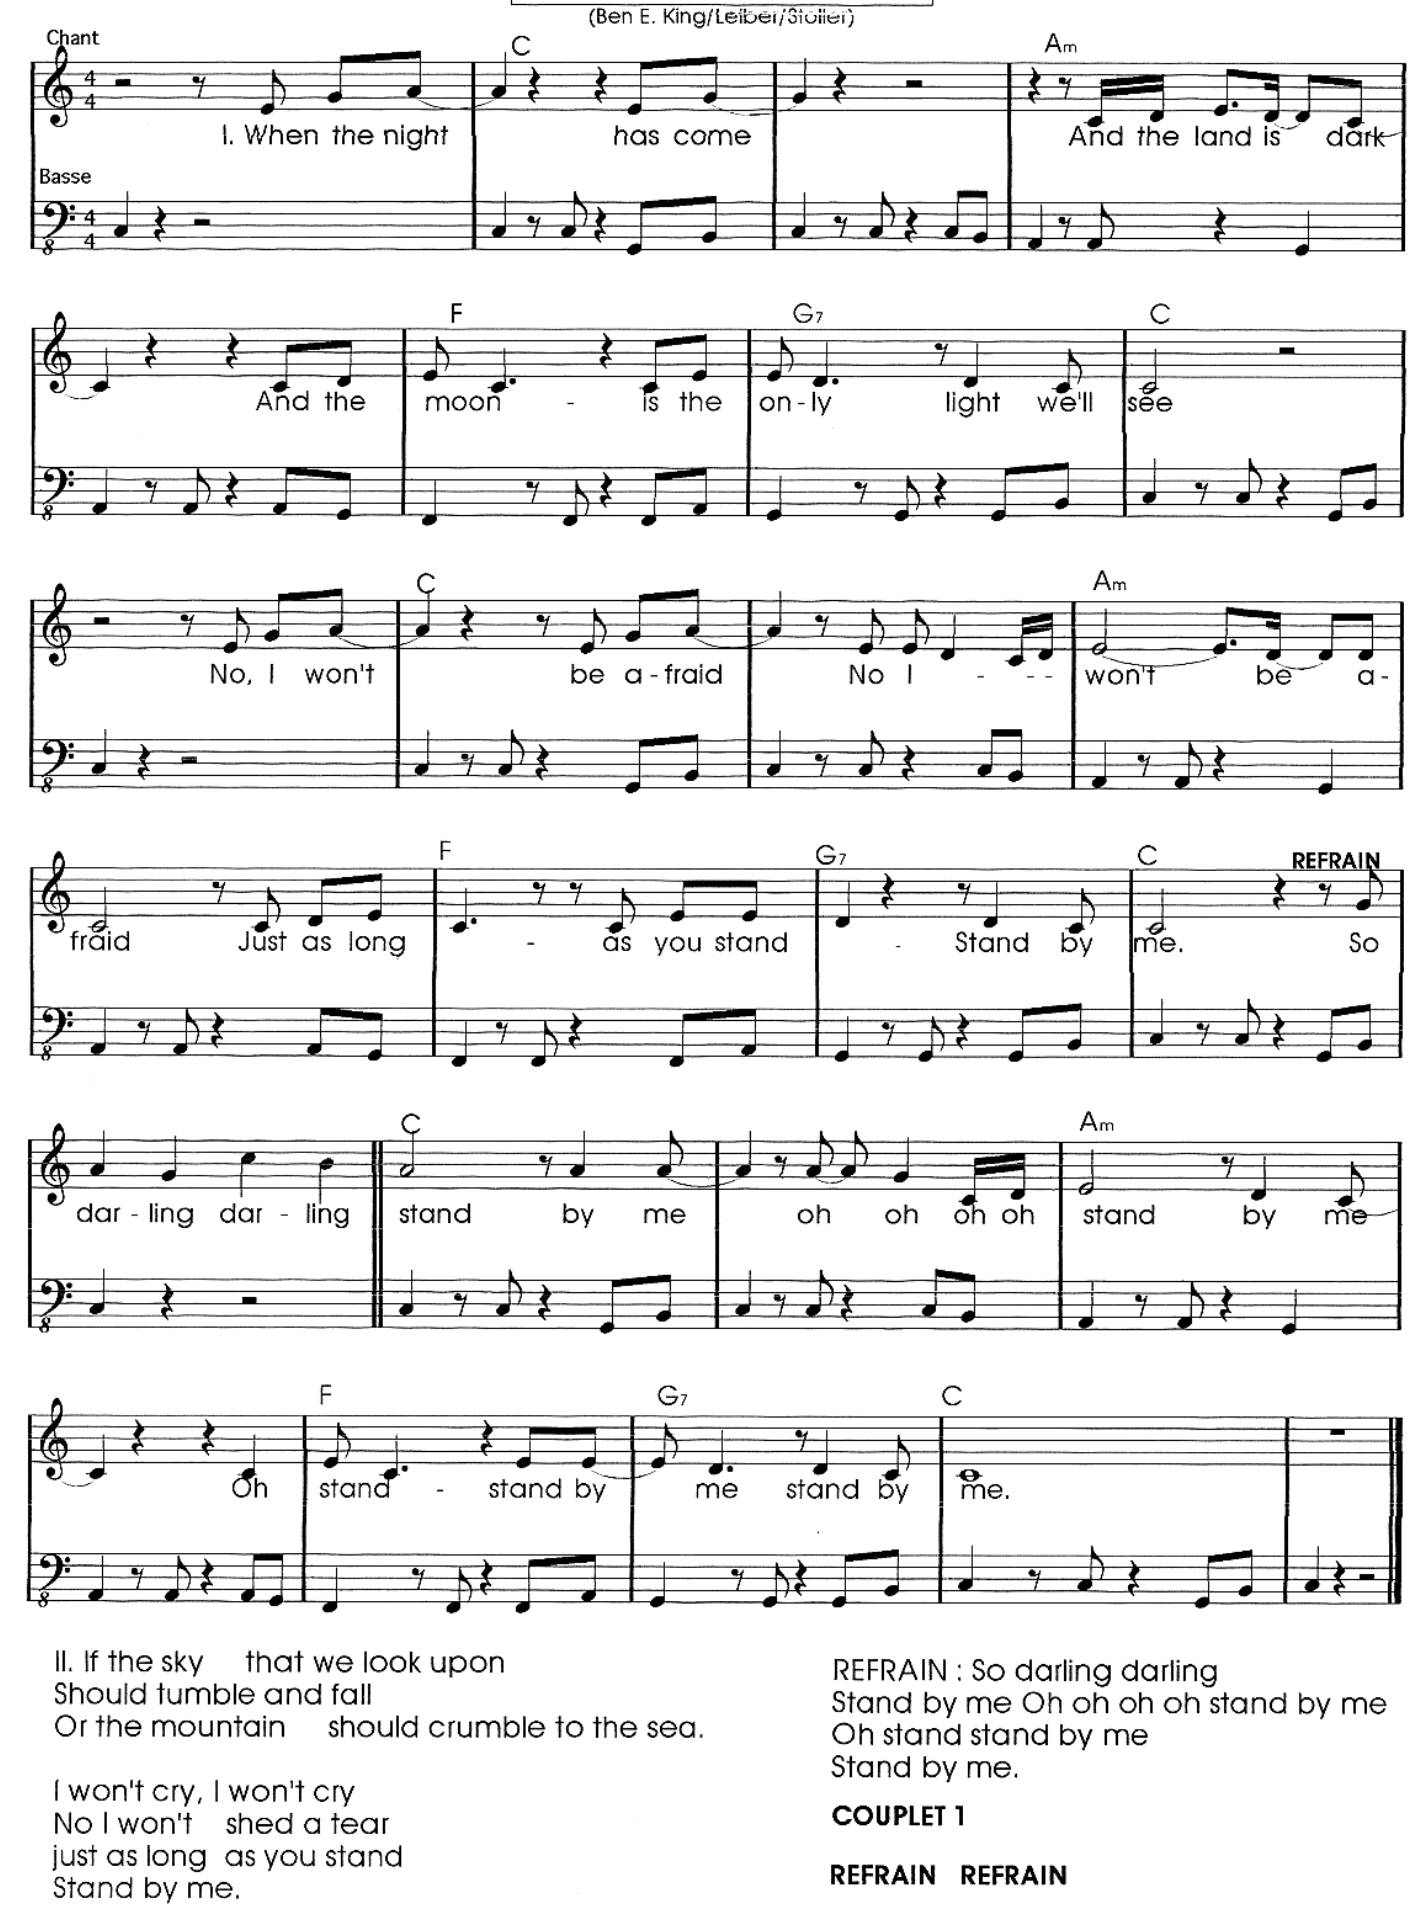 (Ben E. King/Leiber/Stoller)
Chant
C Am
I. When the night has come And the land is dark
Basse
F G7 C
And the moon - is the on-ly light we'll see
C Am
No, I won't be a-fraid No I - -- won't be a-
F G7 C REFRAIN
fraid Just as long - as you stand - Stand by me. So
C Am
dar-ling dar-ling stand by me oh oh oh oh stand by me
F G7 C
Oh stand - stand by me stand by me.
II. If the sky that we look upon
Should tumble and fall
Or the mountain should crumble to the sea.
I won't cry, I won't cry
No I won't shed a tear
just as long as you stand
Stand by me.
REFRAIN : So darling darling
Stand by me Oh oh oh oh stand by me
Oh stand stand by me
Stand by me.
COUPLET 1
REFRAIN REFRAIN